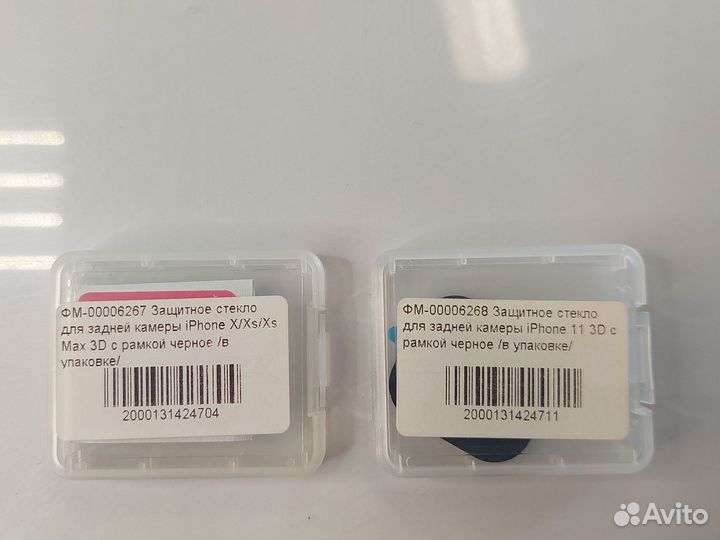 ФМ-00006267 Защитное стекло
для задней камеры iPhone X/Xs/Xs
Max 3D с рамкой черное /в
упаковке/
2000131424704
ФМ-00006268 Защитное стекло
для задней камеры iPhone 11 3D с
рамкой черное /в упаковке/
2000131424711
Avito